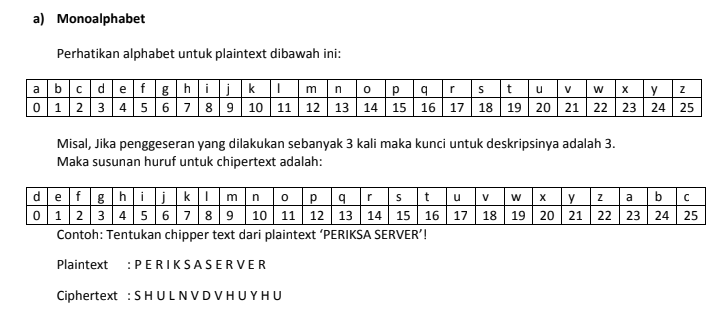 a) Monoalphabet
Perhatikan alphabet untuk plaintext dibawah ini:
a b c d e f g h i j k l m n o p q r s t u v w x y z
0 1 2 3 4 5 6 7 8 9 10 11 12 13 14 15 16 17 18 19 20 21 22 23 24 25
Misal, Jika penggeseran yang dilakukan sebanyak 3 kali maka kunci untuk deskripsinya adalah 3.
Maka susunan huruf untuk chipertext adalah:
d e f g h i j k l m n o p q r s t u v w x y z a b c
0 1 2 3 4 5 6 7 8 9 10 11 12 13 14 15 16 17 18 19 20 21 22 23 24 25
Contoh: Tentukan chipper text dari plaintext ‘PERIKSA SERVER’!
Plaintext : P E R I K S A S E R V E R
Ciphertext : S H U L N V D V H U Y H U